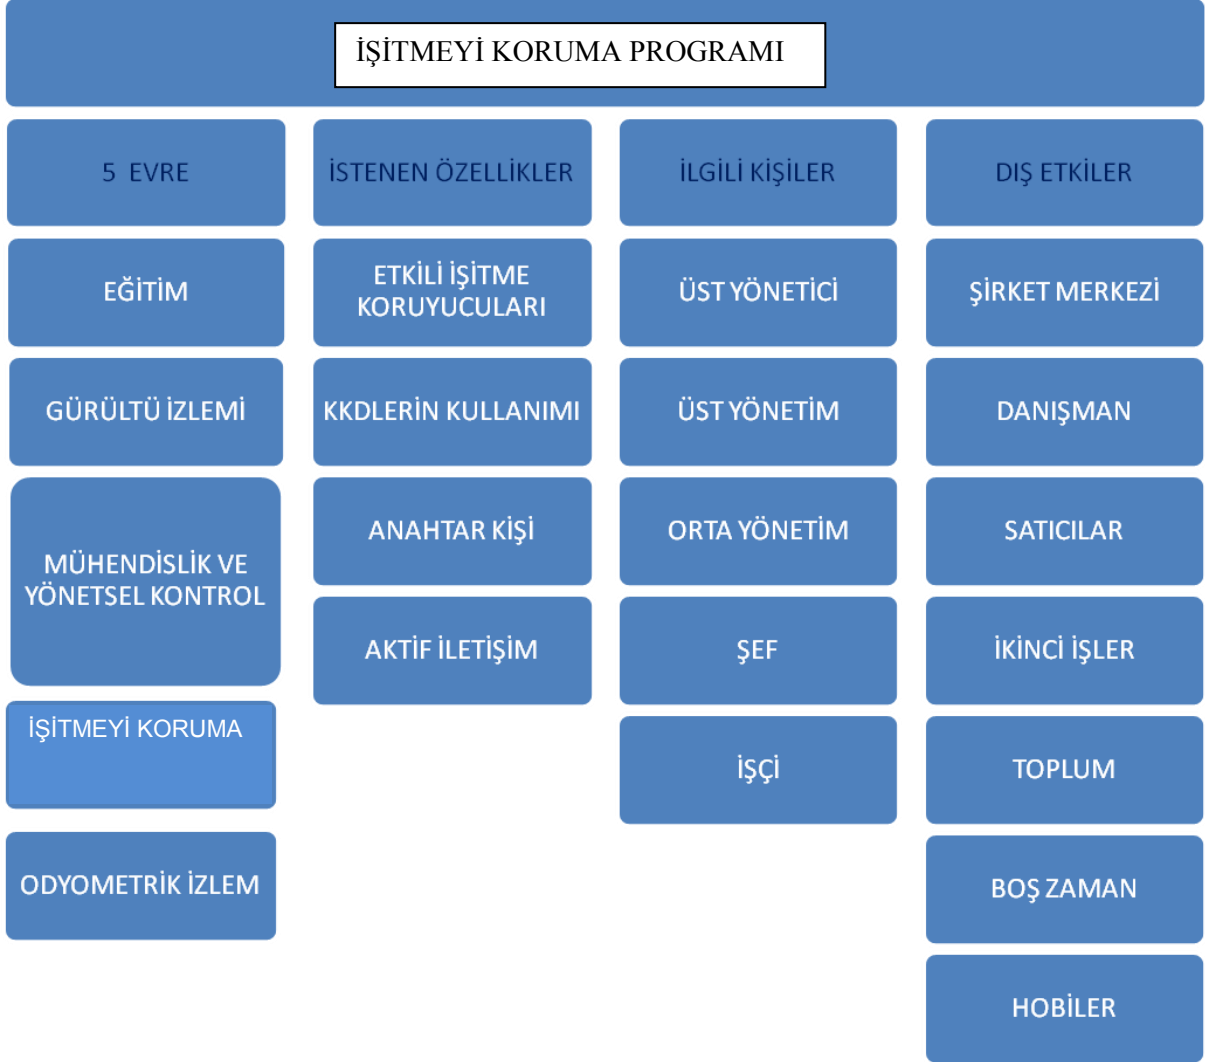 İŞİTMEYİ KORUMA PROGRAMI
5 EVRE
EĞİTİM
GÜRÜLTÜ İZLEMİ
MÜHENDİSLİK VE
YÖNETSEL KONTROL
İŞİTMEYİ KORUMA
ODYOMETRİK İZLEM
İSTENEN ÖZELLİKLER
ETKİLİ İŞİTME
KORUYUCULARI
KKDLERİN KULLANIMI
ANAHTAR KİŞİ
AKTİF İLETİŞİM
İLGİLİ KİŞİLER
ÜST YÖNETİCİ
ÜST YÖNETİM
ORTA YÖNETİM
ŞEF
İŞÇİ
DIŞ ETKİLER
ŞİRKET MERKEZİ
DANIŞMAN
SATICILAR
İKİNCİ İŞLER
TOPLUM
BOŞ ZAMAN
HOBİLER